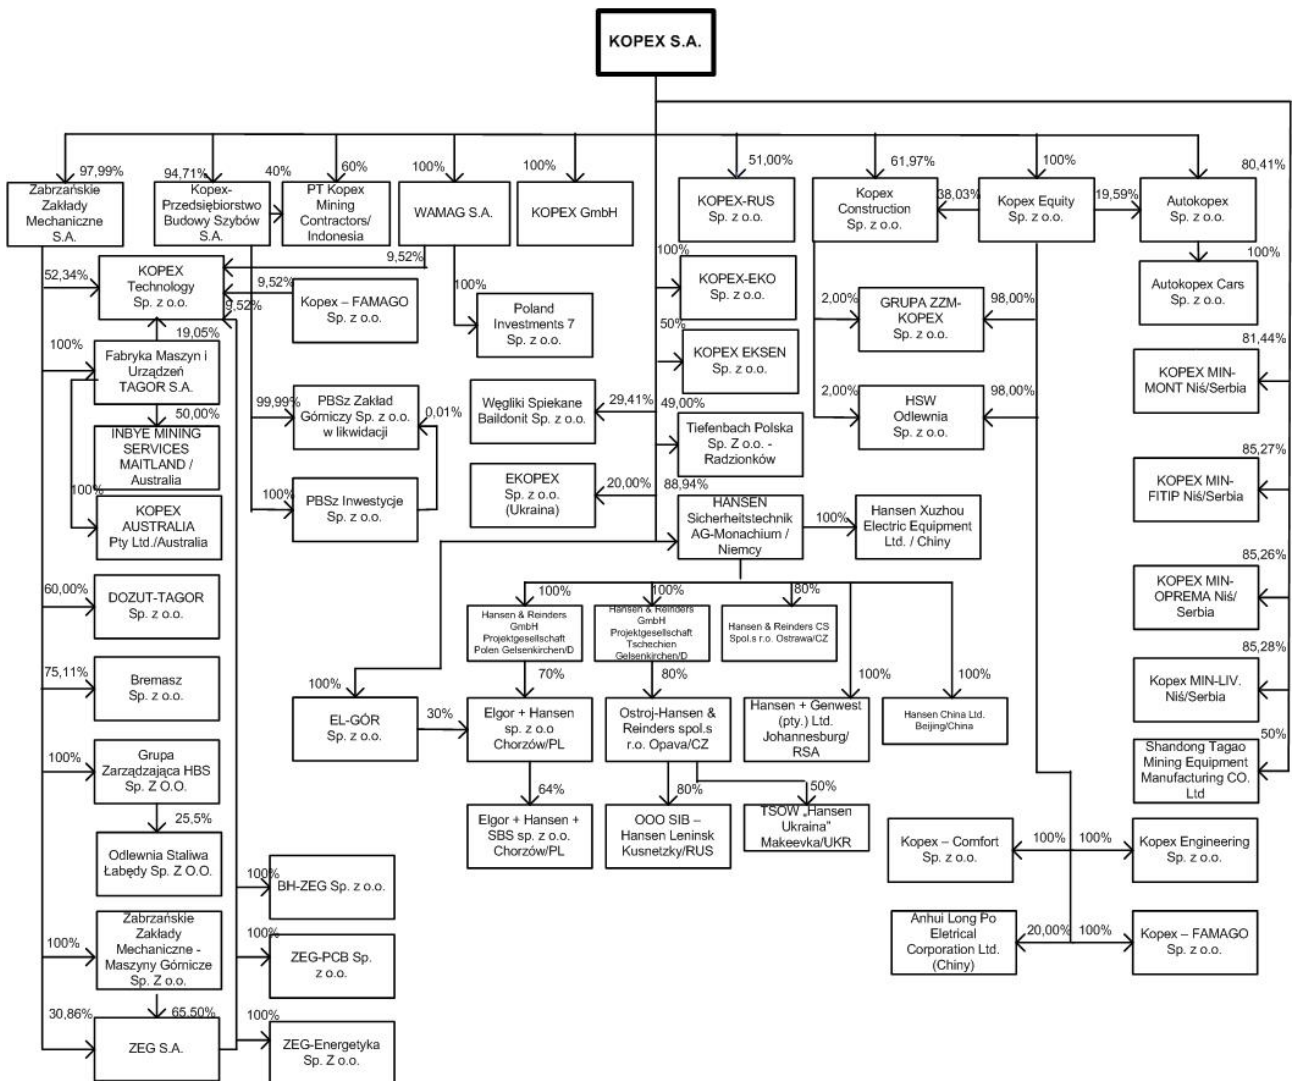 KOPEX S.A.
97,99%
94,71%
40%
60%
100%
100%
51,00%
61,97%
100%
80,41%
Zabrzańskie
Zakłady
Mechaniczne
S.A.
Kopex-
Przedsiębiorstwo
Budowy Szybów
S.A.
PT Kopex
Mining
Contractors/
Indonesia
WAMAG S.A.
KOPEX GmbH
KOPEX-RUS
Sp. z o.o.
Kopex
Construction
Sp. z o.o.
38,03%
Kopex Equity
Sp. z o.o.
19,59%
Autokopex
Sp. z o.o.
52,34%
KOPEX
Technology
Sp. z o.o.
9,52%
9,52%
9,52%
Kopex – FAMAGO
Sp. z o.o.
100%
Poland
Investments 7
Sp. z o.o.
100%
KOPEX-EKO
Sp. z o.o.
2,00%
GRUPA ZZM-
KOPEX
Sp. z o.o.
98,00%
100%
Autokopex Cars
Sp. z o.o.
19,05%
100%
Fabryka Maszyn i
Urządzeń
TAGOR S.A.
50%
KOPEX EKSEN
Sp. z o.o.
81,44%
KOPEX MIN-
MONT Niś/Serbia
50,00%
INBYE MINING
SERVICES
MAITLAND /
Australia
99,99%
PBSz Zakład
Górniczy Sp. z o.o.
w likwidacji
0,01%
Węgliki Spiekane
Baildonit Sp. z o.o.
29,41%
49,00%
Tiefenbach Polska
Sp. Z o.o. -
Radzionków
2,00%
HSW
Odlewnia
Sp. z o.o.
98,00%
100%
KOPEX
AUSTRALIA
Pty Ltd./Australia
100%
PBSz Inwestycje
Sp. z o.o.
EKOPEX
Sp. z o.o.
(Ukraina)
20,00%
88,94%
HANSEN
Sicherheitstechnik
AG-Monachium /
Niemcy
100%
Hansen Xuzhou
Electric Equipment
Ltd. / Chiny
85,27%
KOPEX MIN-
FITIP Niś/Serbia
60,00%
DOZUT-TAGOR
Sp. z o.o.
100%
Hansen & Reinders
GmbH
Projektgesellschaft
Polen Gelsenkirchen/D
100%
Hansen & Reinders
GmbH
Projektgesellschaft
Tschechien
Gelsenkirchen/D
80%
Hansen & Reinders CS
Spol.s r.o. Ostrawa/CZ
85,26%
KOPEX MIN-
OPREMA Niś/
Serbia
75,11%
Bremasz
Sp. z o.o.
100%
EL-GÓR
Sp. z o.o.
30%
70%
Elgor + Hansen
sp. z o.o
Chorzów/PL
80%
Ostroj-Hansen &
Reinders spol.s
r.o. Opava/CZ
100%
Hansen + Genwest
(pty.) Ltd.
Johannesburg/
RSA
100%
Hansen China Ltd.
Beijing/China
85,28%
Kopex MIN-LIV.
Niś/Serbia
100%
Grupa
Zarządzająca HBS
Sp. Z O.O.
50%
Shandong Tagao
Mining Equipment
Manufacturing CO.
Ltd
64%
Elgor + Hansen +
SBS sp. z o.o.
Chorzów/PL
80%
OOO SIB –
Hansen Leninsk
Kusnetzky/RUS
50%
TSOW „Hansen
Ukraina"
Makeevka/UKR
25,5%
Odlewnia Staliwa
Łabędy Sp. Z O.O.
Kopex – Comfort
Sp. z o.o.
100%
100%
Kopex Engineering
Sp. z o.o.
100%
BH-ZEG Sp. z o.o.
100%
Zabrzańskie
Zakłady
Mechaniczne -
Maszyny Górnicze
Sp. Z o.o.
100%
ZEG-PCB Sp.
z o.o.
Anhui Long Po
Eletrical
Corporation Ltd.
(Chiny)
20,00%
100%
Kopex – FAMAGO
Sp. z o.o.
30,86%
65,50%
ZEG S.A.
100%
ZEG-Energetyka
Sp. Z o.o.